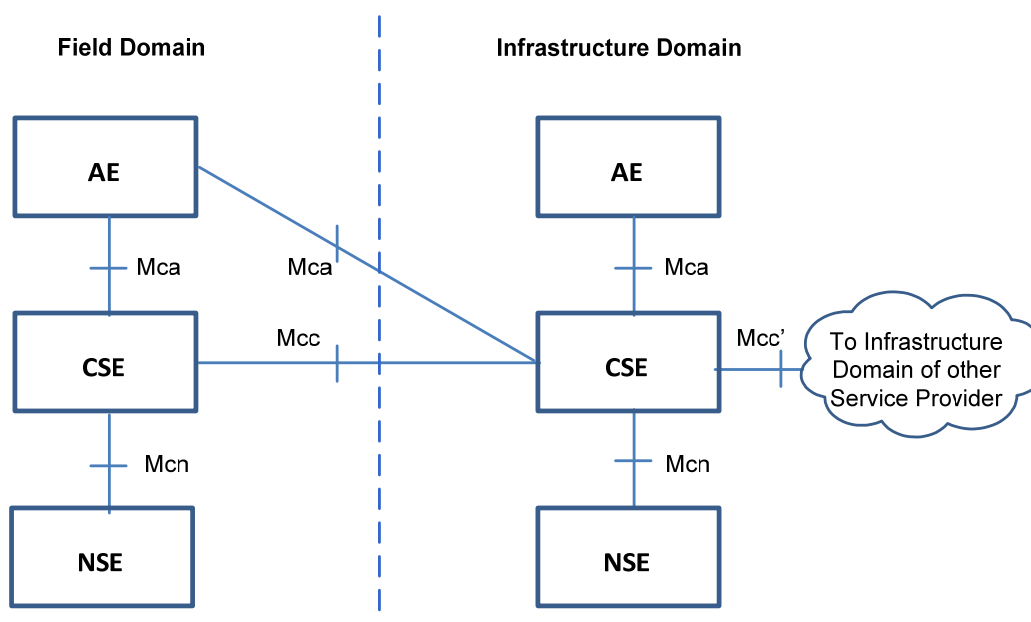 Field Domain
Infrastructure Domain
AE
AE
Mca
Mca
Mca
Mcc
Mcc’
CSE
CSE
To Infrastructure
Domain of other
Service Provider
Mcn
Mcn
NSE
NSE